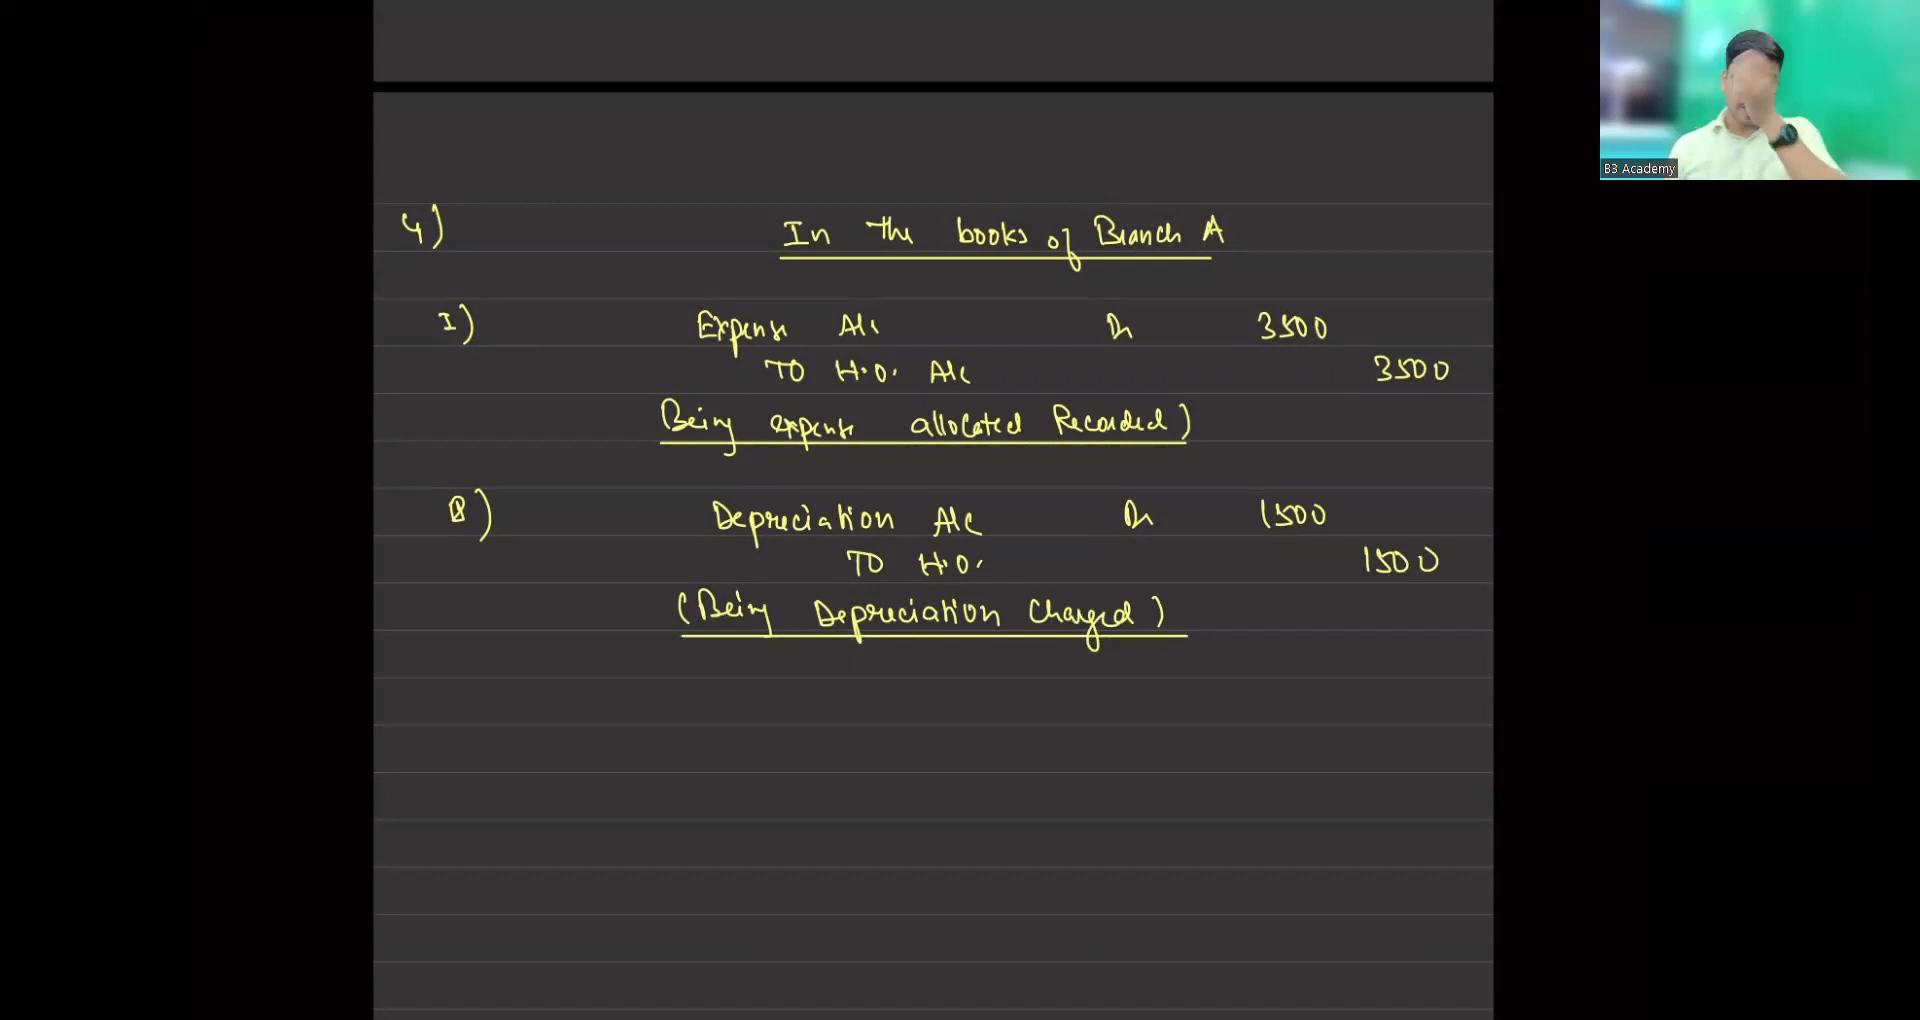 B3 Academy
4) In the books of Branch A
I) Expense A/c Dr 3500
TO H.O. A/c 3500
Being expense allocated Recorded)
Depreciation A/c Dr 1500
TO H.O. 1500
(Being Depreciation Charged)